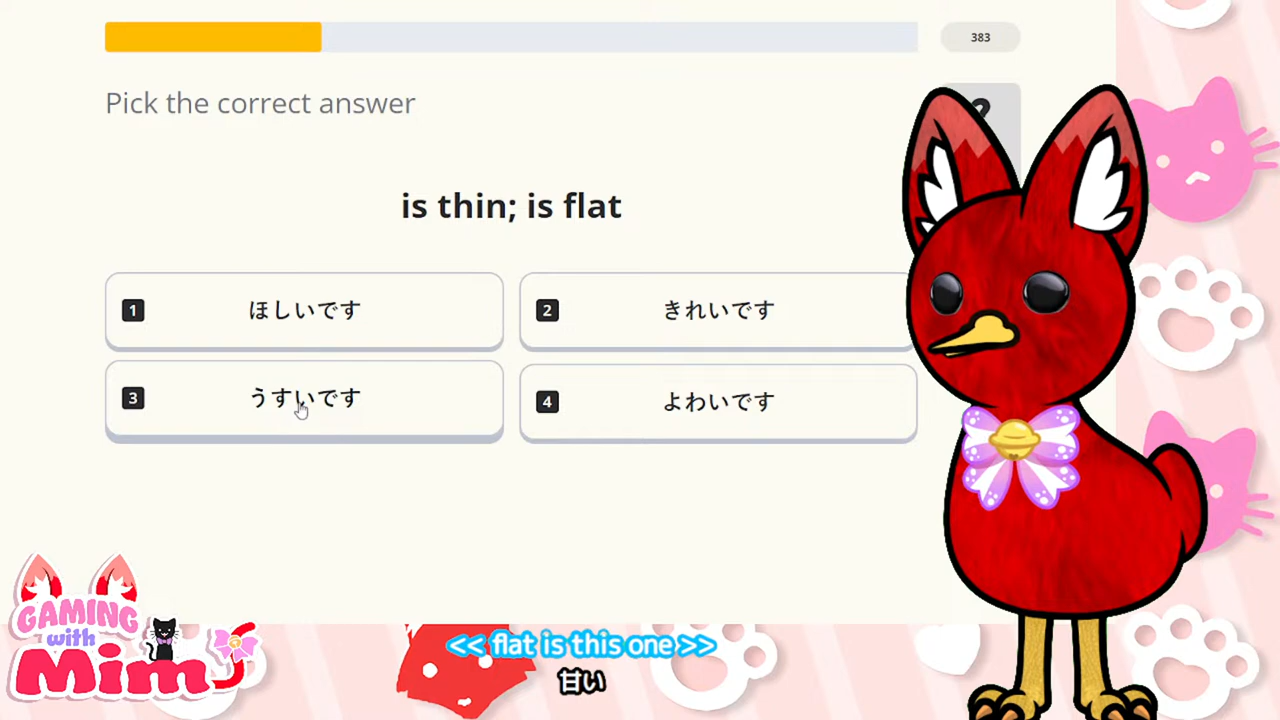 383
Pick the correct answer
is thin; is flat
1 ほしいです
2 きれいです
3 うすいです
4 よわいです
GAMING
with
Mim
<< flat is this one >>
甘い